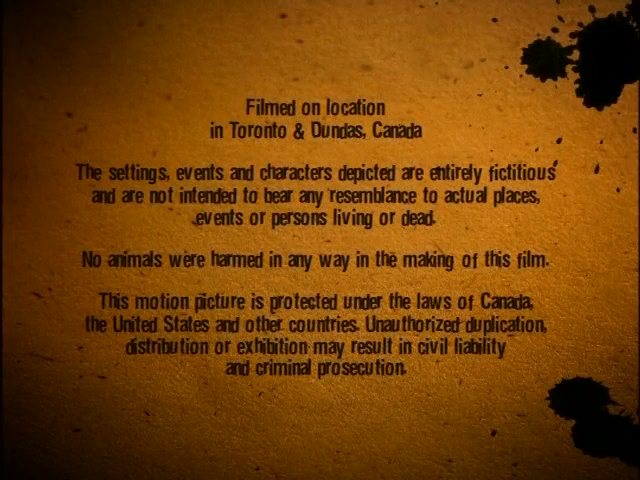 Filmed on location
in Toronto & Dundas, Canada
The settings, events and characters depicted are entirely fictitious
and are not intended to bear any resemblance to actual places,
events or persons living or dead.
No animals were harmed in any way in the making of this film.
This motion picture is protected under the laws of Canada,
the United States and other countries. Unauthorized duplication,
distribution or exhibition may result in civil liability
and criminal prosecution.